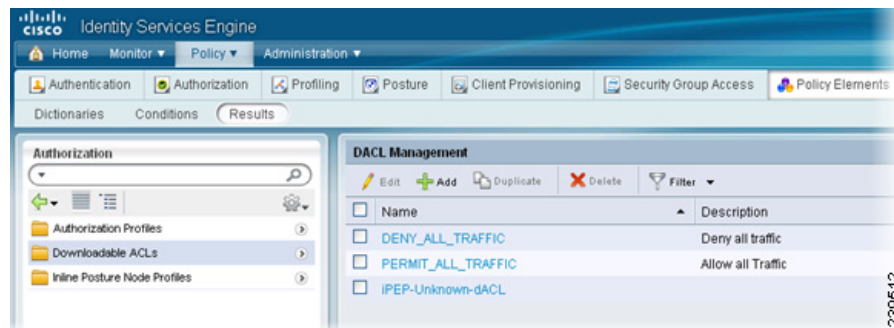 cisco Identity Services Engine
Home Monitor Policy Administration
Authentication Authorization Profiling Posture Client Provisioning Security Group Access Policy Elements
Dictionaries Conditions Results
Authorization
Authorization Profiles
Downloadable ACLs
Inline Posture Node Profiles
DACL Management
Edit Add Duplicate Delete Filter
Name Description
DENY_ALL_TRAFFIC Deny all traffic
PERMIT_ALL_TRAFFIC Allow all Traffic
iPEP-Unknown-dACL